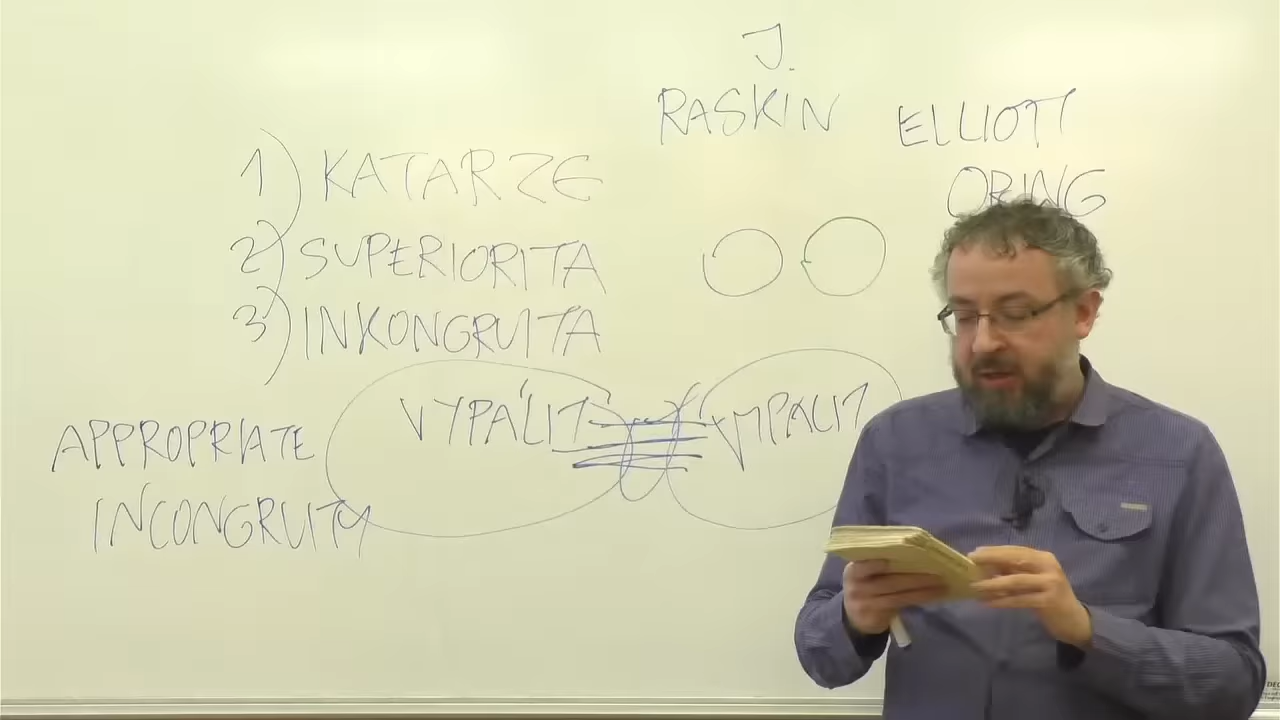 J.
RASKIN
ELLIOTT
ORING
1) KATARZE
2) SUPERIORITA
3) INKONGRUITA
VYPÁLIT
VYPÁLIT
APPROPRIATE
INCONGRUITY